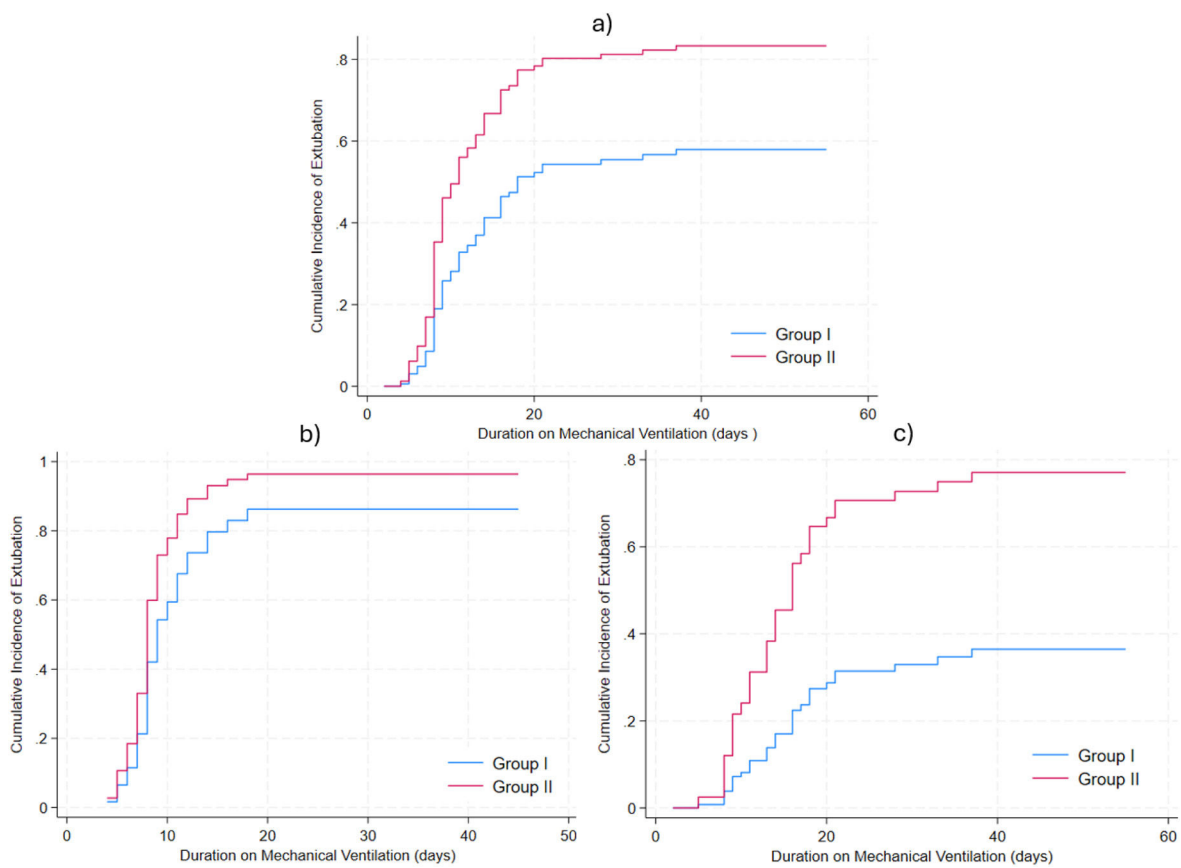 a)
Cumulative Incidence of Extubation
.8
.6
.4
.2
0
Group I
Group II
0 20 40 60
Duration on Mechanical Ventilation (days )
b)
Cumulative Incidence of Extubation
1
.8
.6
.4
.2
0
Group I
Group II
0 10 20 30 40 50
Duration on Mechanical Ventilation (days)
c)
Cumulative Incidence of Extubation
.8
.6
.4
.2
0
Group I
Group II
0 20 40 60
Duration on Mechanical Ventilation (days)